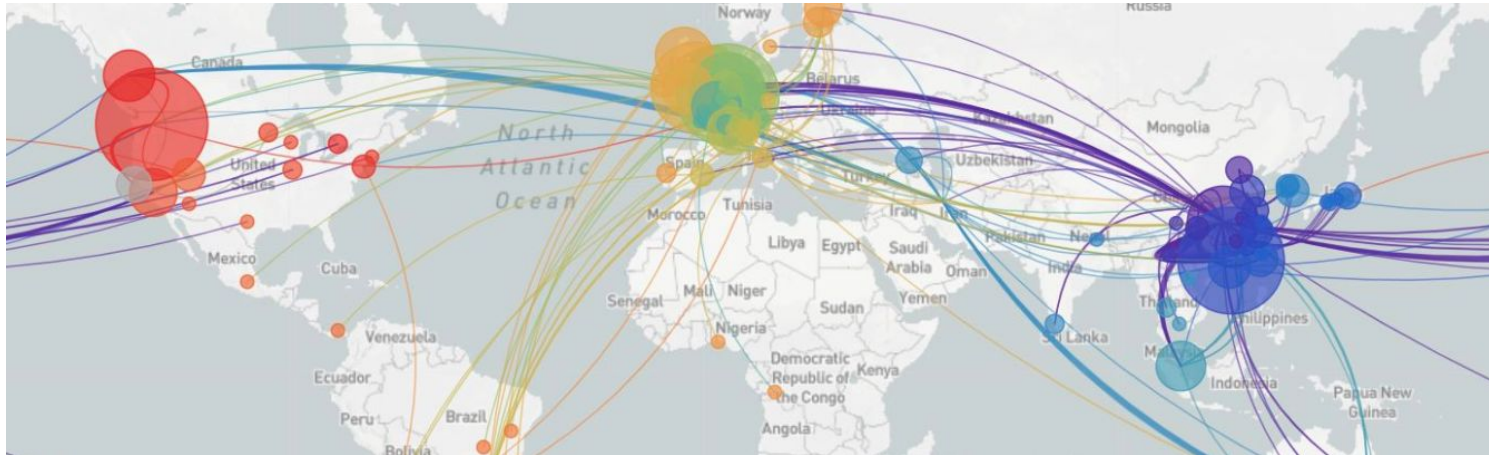 Russia
Norway
Canada
Belarus
Ukraine
Kazakhstan
Mongolia
North
Atlantic
Ocean
United
States
Spain
Uzbekistan
Turkey
Tunisia
Morocco
Iraq
Iran
Pakistan
Nepal
Libya
Egypt
Saudi
Arabia
Oman
India
Mexico
Cuba
Senegal
Mali
Niger
Sudan
Yemen
Thailand
Philippines
Venezuela
Nigeria
Sri Lanka
Malaysia
Ecuador
Democratic
Republic of
the Congo
Kenya
Indonesia
Papua New
Guinea
Peru
Brazil
Angola
Bolivia